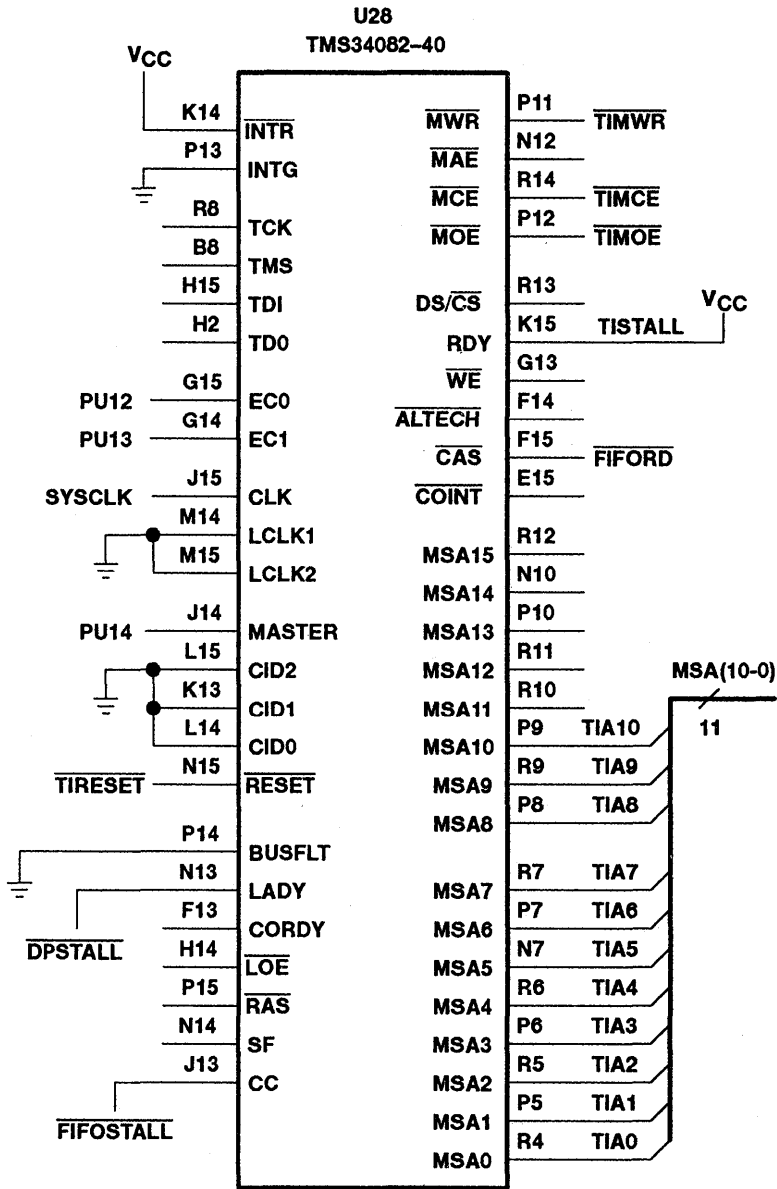 U28
TMS34082–40
VCC
K14
INTR
P13
INTG
R8
TCK
B8
TMS
H15
TDI
H2
TD0
G15
PU12
EC0
G14
PU13
EC1
J15
SYSCLK
CLK
M14
LCLK1
M15
LCLK2
J14
PU14
MASTER
L15
CID2
K13
CID1
L14
CID0
N15
TIRESET
RESET
P14
BUSFLT
N13
LADY
DPSTALL
F13
CORDY
H14
LOE
P15
RAS
N14
SF
J13
CC
FIFOSTALL
P11
MWR
TIMWR
N12
MAE
R14
MCE
TIMCE
P12
MOE
TIMOE
R13
DS/CS
K15
TISTALL
VCC
RDY
G13
WE
F14
ALTECH
F15
CAS
FIFORD
E15
COINT
R12
MSA15
N10
MSA14
P10
MSA13
R11
MSA12
R10
MSA11
MSA(10-0)
11
P9
TIA10
MSA10
R9
TIA9
MSA9
P8
TIA8
MSA8
R7
TIA7
MSA7
P7
TIA6
MSA6
N7
TIA5
MSA5
R6
TIA4
MSA4
P6
TIA3
MSA3
R5
TIA2
MSA2
P5
TIA1
MSA1
R4
TIA0
MSA0